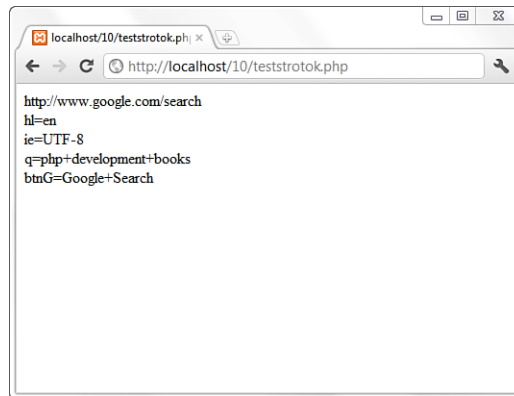 localhost/10/teststrotok.ph
http://localhost/10/teststrotok.php
http://www.google.com/search
hl=en
ie=UTF-8
q=php+development+books
btnG=Google+Search